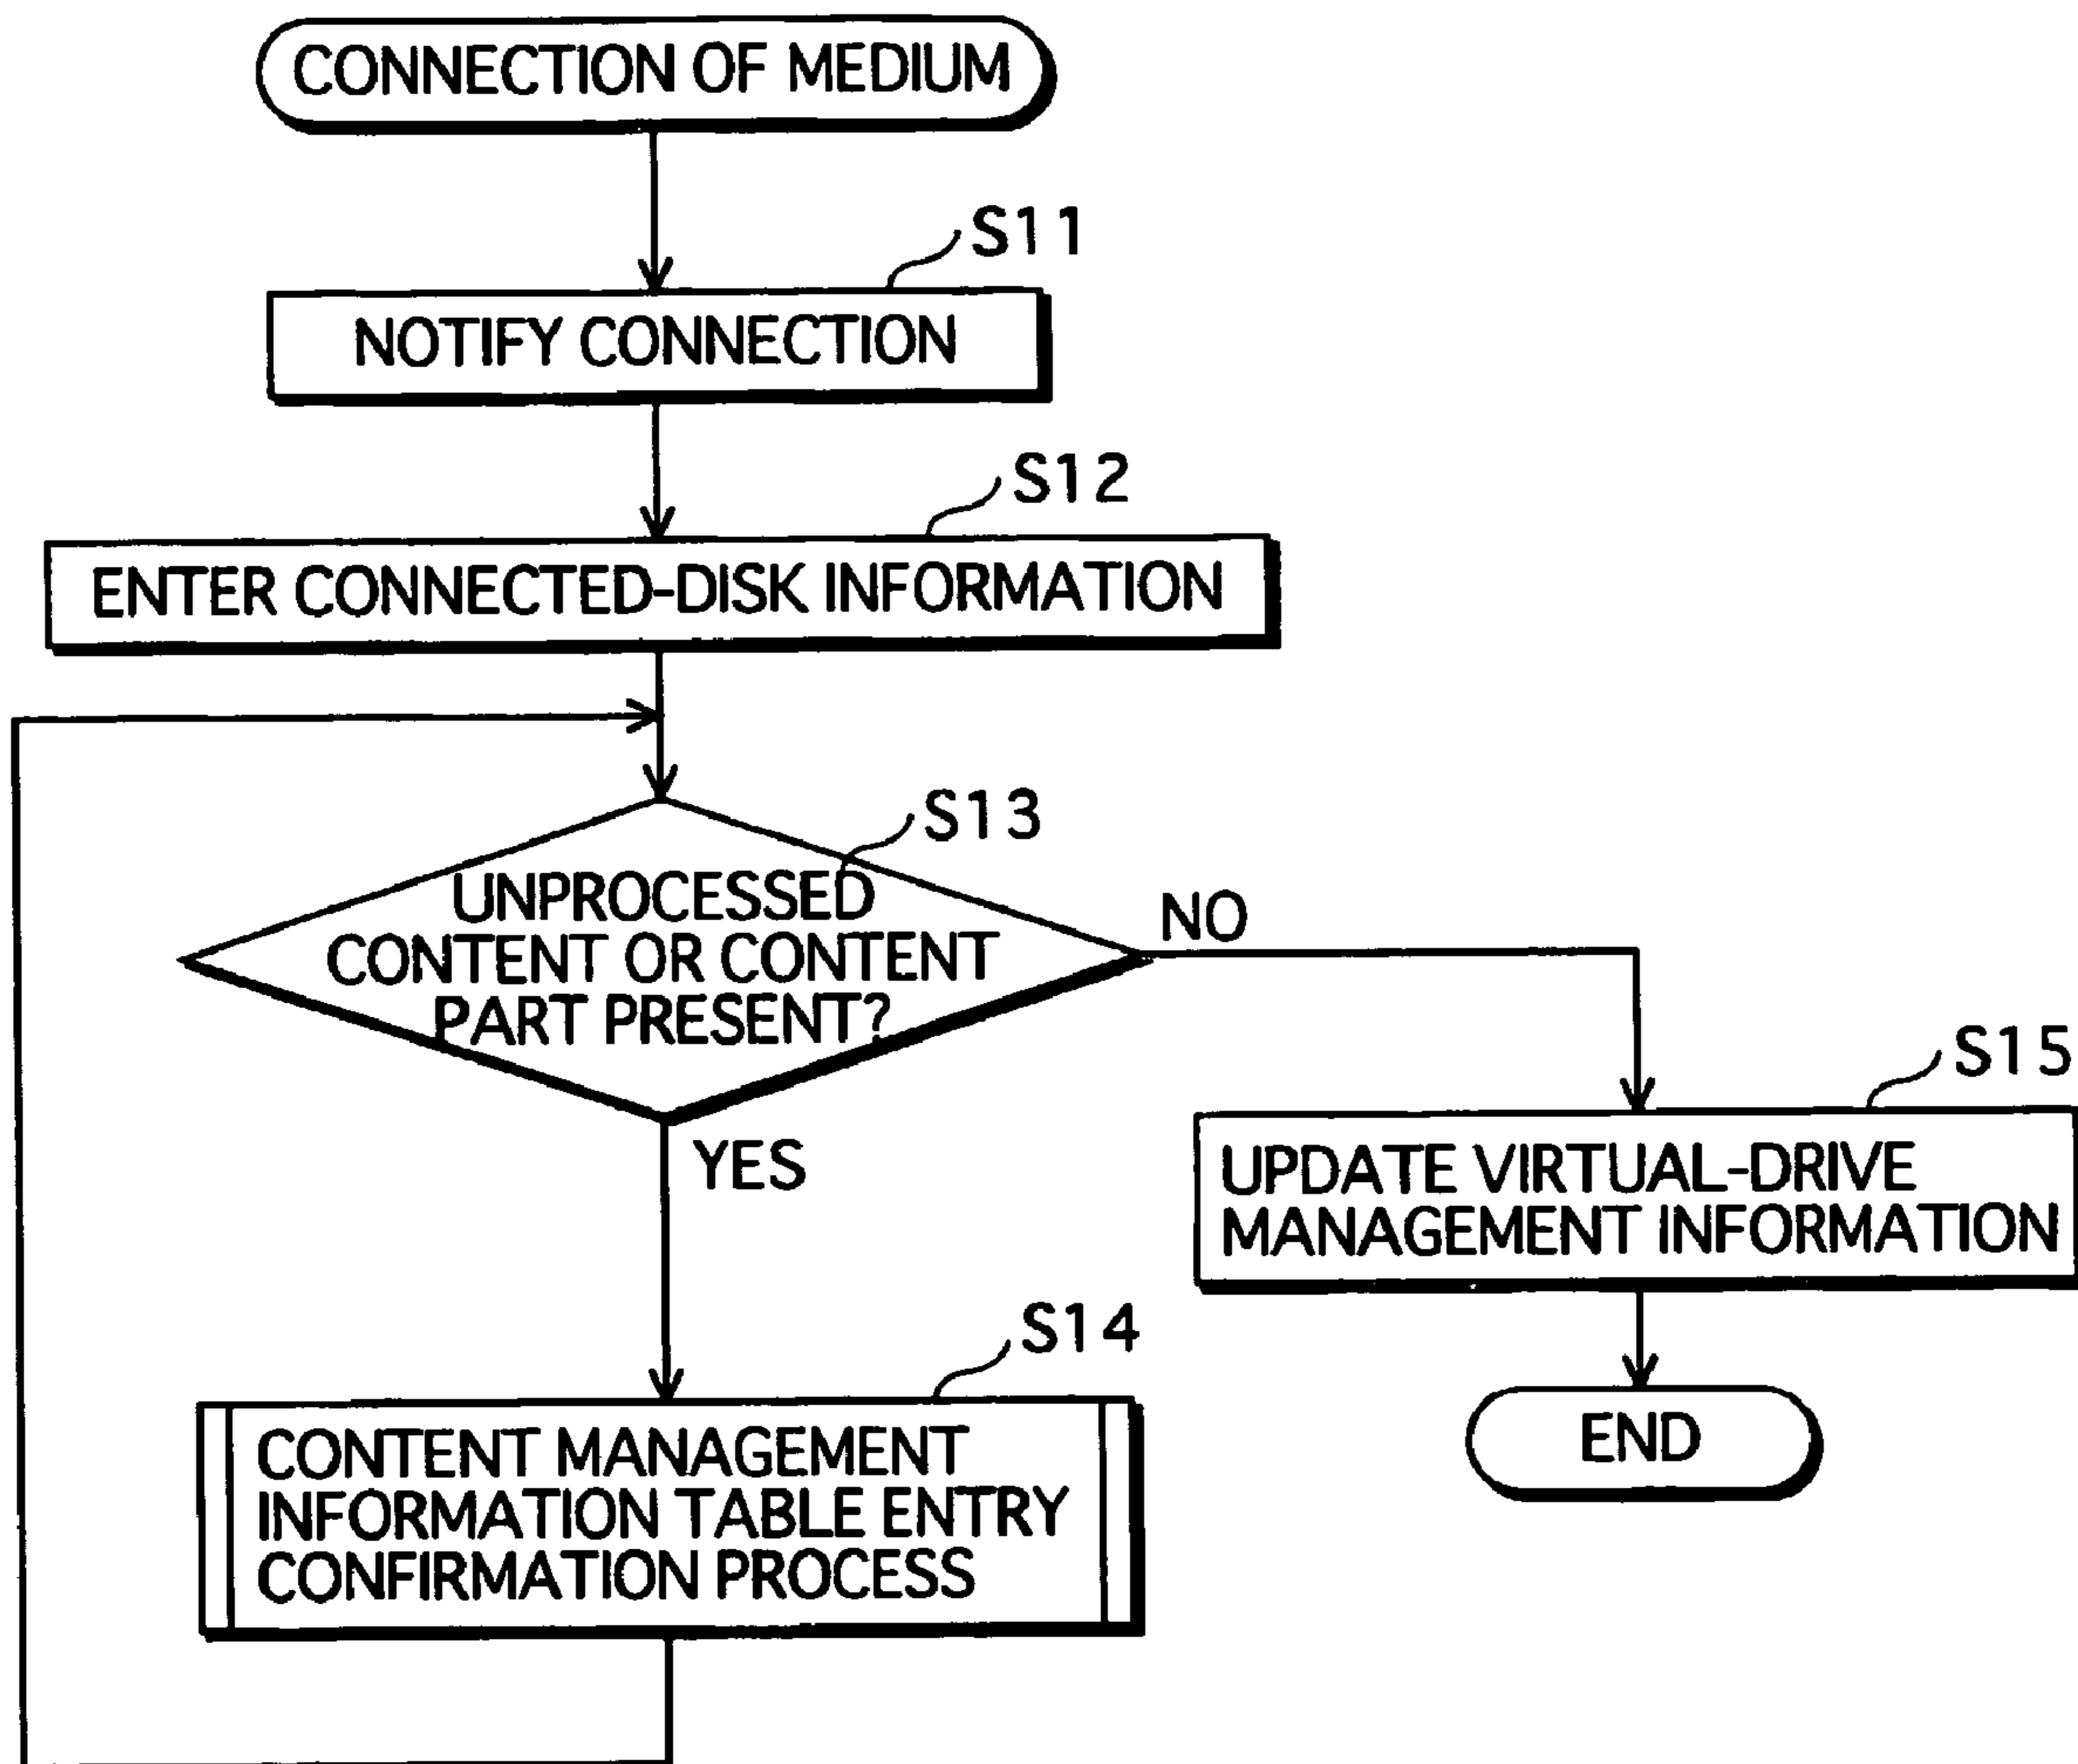 CONNECTION OF MEDIUM
S11
NOTIFY CONNECTION
S12
ENTER CONNECTED-DISK INFORMATION
S13
UNPROCESSED
CONTENT OR CONTENT
PART PRESENT?
NO
YES
S15
UPDATE VIRTUAL-DRIVE
MANAGEMENT INFORMATION
S14
CONTENT MANAGEMENT
INFORMATION TABLE ENTRY
CONFIRMATION PROCESS
END